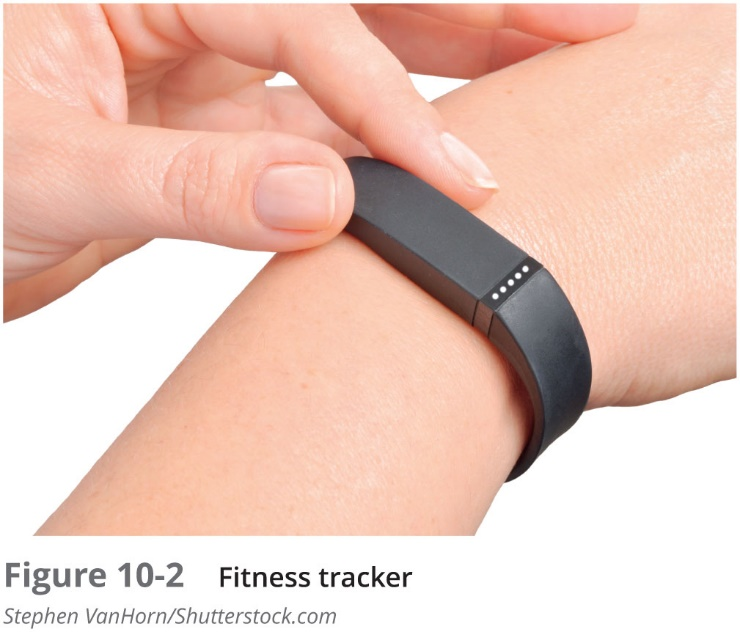 Figure 10-2 Fitness tracker
Stephen VanHorn/Shutterstock.com